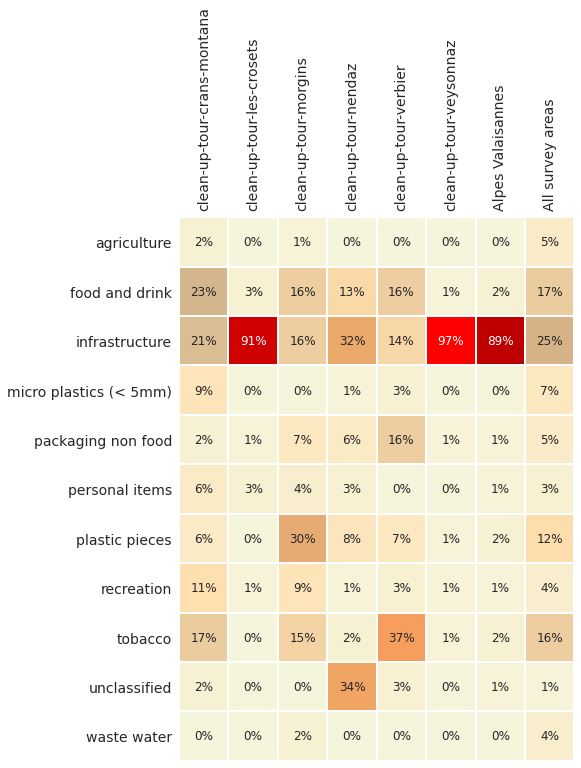 clean-up-tour-crans-montana
clean-up-tour-les-crosets
clean-up-tour-morgins
clean-up-tour-nendaz
clean-up-tour-verbier
clean-up-tour-veysonnaz
Alpes Valaisannes
All survey areas
agriculture 2% 0% 1% 0% 0% 0% 0% 5%
food and drink 23% 3% 16% 13% 16% 1% 2% 17%
infrastructure 21% 91% 16% 32% 14% 97% 89% 25%
micro plastics (< 5mm) 9% 0% 0% 1% 3% 0% 0% 7%
packaging non food 2% 1% 7% 6% 16% 1% 1% 5%
personal items 6% 3% 4% 3% 0% 0% 1% 3%
plastic pieces 6% 0% 30% 8% 7% 1% 2% 12%
recreation 11% 1% 9% 1% 3% 1% 1% 4%
tobacco 17% 0% 15% 2% 37% 1% 2% 16%
unclassified 2% 0% 0% 34% 3% 0% 1% 1%
waste water 0% 0% 2% 0% 0% 0% 0% 4%